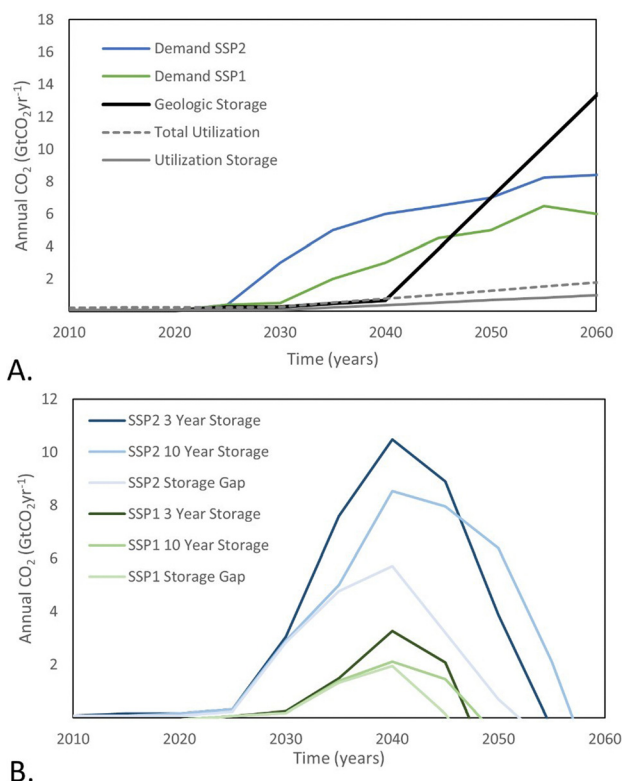 18
16
14
12
10
8
6
4
2
Annual CO₂ (GtCO₂yr⁻¹)
Demand SSP2
Demand SSP1
Geologic Storage
Total Utilization
Utilization Storage
2010 2020 2030 2040 2050 2060
Time (years)
A.
12
10
8
6
4
2
Annual CO₂ (GtCO₂yr⁻¹)
SSP2 3 Year Storage
SSP2 10 Year Storage
SSP2 Storage Gap
SSP1 3 Year Storage
SSP1 10 Year Storage
SSP1 Storage Gap
2010 2020 2030 2040 2050 2060
Time (years)
B.